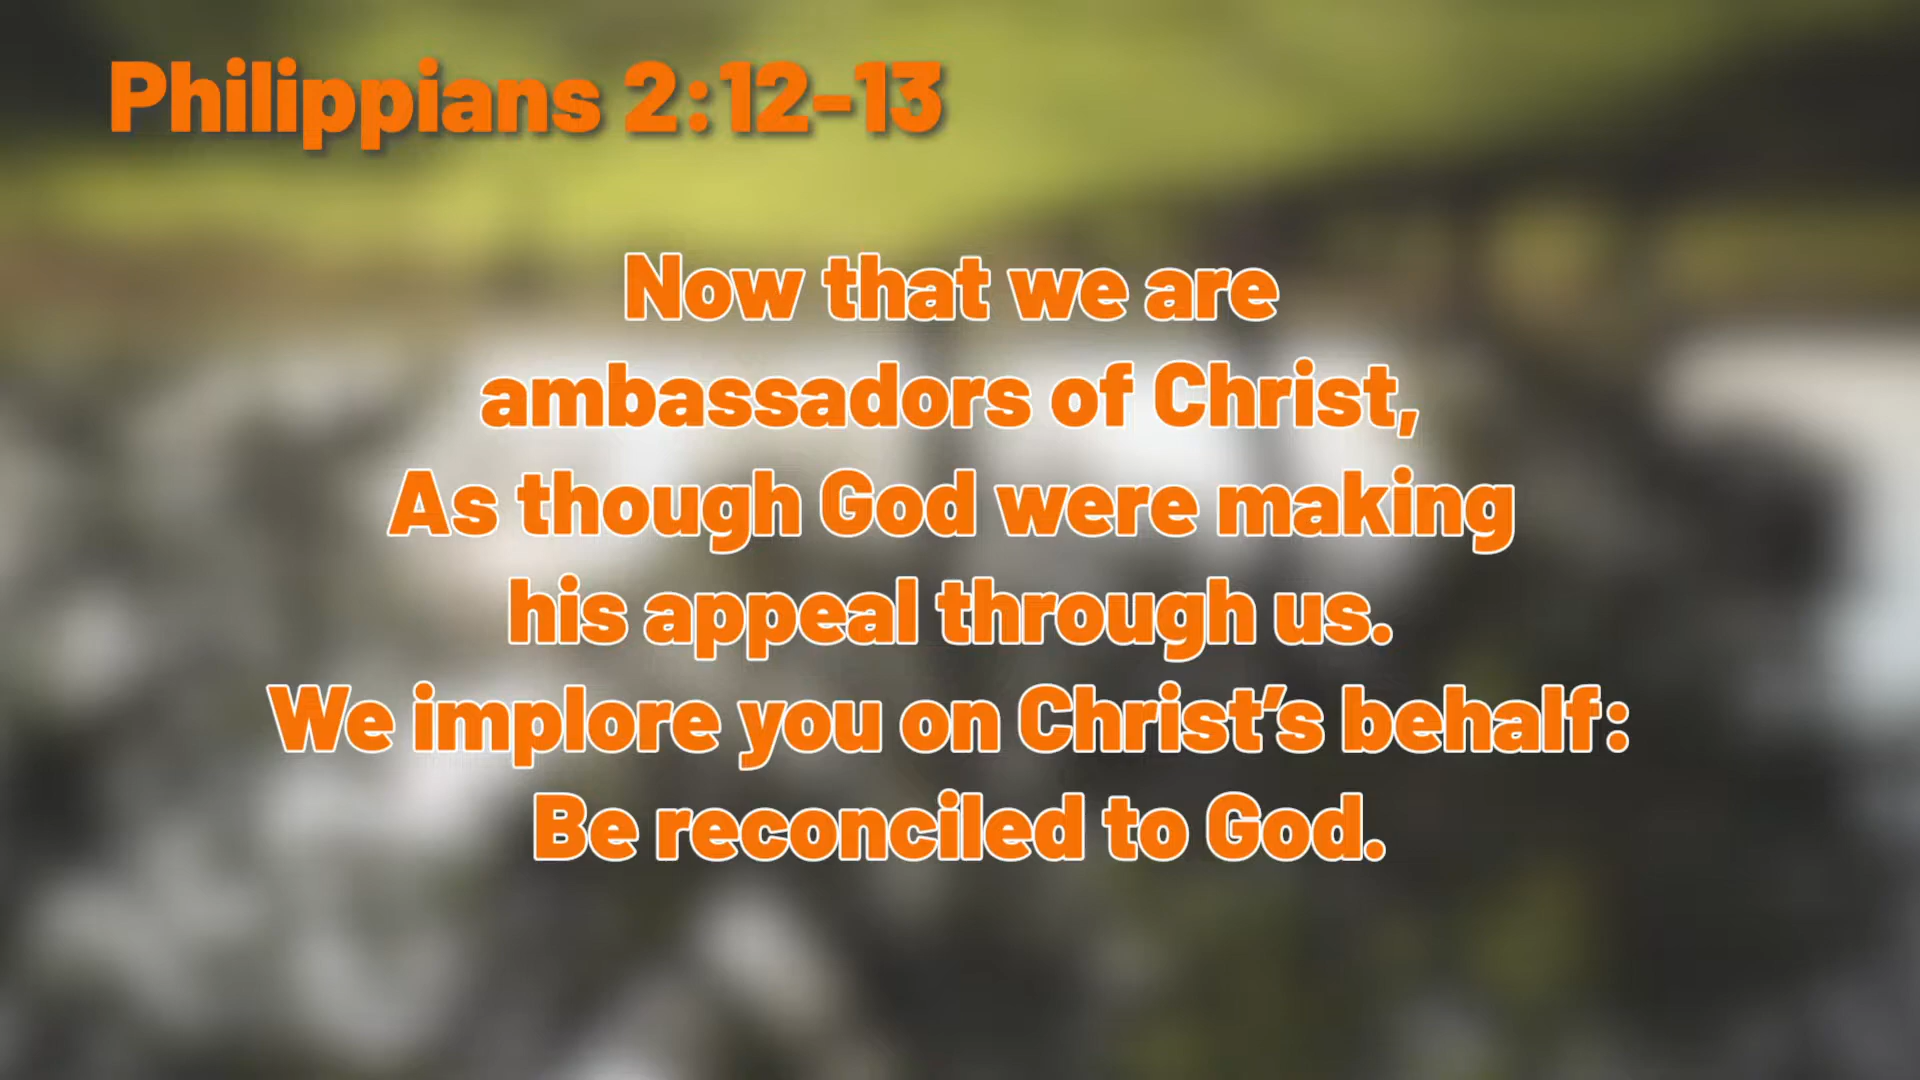 Philippians 2:12-13
Now that we are
ambassadors of Christ,
As though God were making
his appeal through us.
We implore you on Christ's behalf:
Be reconciled to God.